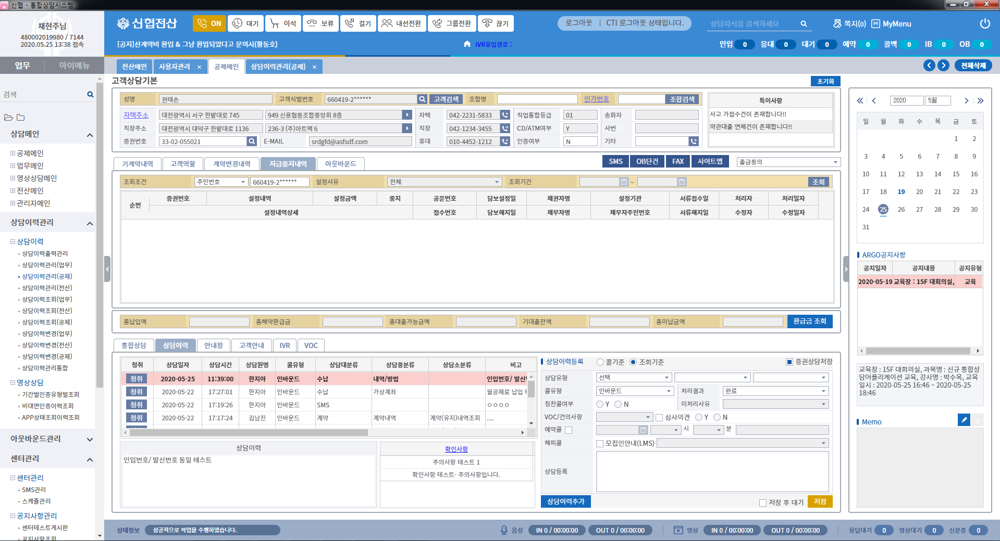 신협 - 통합상담시스템
채현주님
480002019980 / 7144
2020.05.25 13:38 접속
신협전산
ON 대기 이석 보류 걸기 내선전환 그룹전환 끊기
로그아웃 | CTI 로그아웃 상태입니다.
상담지식을 검색하세요
쪽지(0) M MyMenu
[공지]신계약비 환입 & 그냥 환입되었다고 문의시(황동호)
IVR유입경로 :
인입 0 응대 0 대기 0 예약 0 콜백 0 IB 0 OB 0
업무 마이메뉴
전산메인 사용자관리 × 공제메인 상담이력관리(공제) ×
전체삭제
검색
상담메인
공제메인
업무메인
영상상담메인
전산메인
관리자메인
상담이력관리
상담이력
상담이력출력관리
상담이력관리(업무)
상담이력관리(공제)
상담이력관리(전산)
상담이력조회(업무)
상담이력조회(전산)
상담이력조회(공제)
상담이력변경(업무)
상담이력변경(전산)
상담이력변경(공제)
상담이력관리통합
영상상담
기간별인증유형별조회
비대면인증이력조회
APP상태조회이력조회
아웃바운드관리
센터관리
센터관리
SMS관리
스케쥴관리
공지사항관리
센터테스트게시판
공지사항조회
고객상담기본
초기화
성명 권태손 고객식별번호 660419-2****** 고객검색 조합명 인가번호 조합검색
자택주소 대전광역시 서구 한밭대로 745 949 신용협동조합중앙회 8층 자택 042-2231-5833 직업통합등급 01 송화자
직장주소 대전광역시 대덕구 한밭대로 1136 236-3 (주)아트맥 6 직장 042-1234-3455 CD/ATM여부 Y 사번
증권번호 33-02-055021 E-MAIL srdgfd@asfsdf.com 휴대 010-4452-1212 인증여부 N 기타
특이사항
사고 가접수건이 존재합니다!!
약관대출 연체건이 존재합니다!!
기계약내역 고객역할 계약변경내역 지급중지내역 아웃바운드
SMS OB단건 FAX 사이트맵 출금동의
조회조건 주민번호 660419-2****** 설정사유 전체 조회기간 ~ 조회
순번 증권번호 설정내역 설정금액 중지 공문번호 담보설정일 채권자명 설정기관 서류접수일 처리자 처리일자
설정내역상세 접수번호 담보해지일 채무자명 채무자주민번호 서류해지일 수정자 수정일자
총납입액 총해약환급금 총대출가능금액 기대출잔액 총미납금액 환급금 조회
통합상담 상담이력 안내장 고객안내 IVR VOC
청취 상담일자 상담시간 상담원명 콜유형 상담대분류 상담중분류 상담소분류 비고
청취 2020-05-25 11:39:00 한지아 인바운드 수납 내역/방법 인입번호/ 발신번
청취 2020-05-22 17:27:01 한지아 인바운드 수납 가상계좌 월공제료 납입
청취 2020-05-22 17:19:26 한지아 인바운드 SMS ㅇㅇㅇㅇ
청취 2020-05-22 17:17:24 김남진 인바운드 계약 계약내역 계약(유지)내역조회 ....
상담이력
인입번호/ 발신번호 동일 테스트
확인사항
주의사항 테스트 1
확인사항 테스트- 주의사항입니다.
상담이력등록 콜기준 조회기준 증권상담저장
상담유형 선택
콜유형 인바운드 처리결과 완료
칭찬콜여부 Y N 미처리사유
VOC/건의사항 심사의견 Y N
예약콜 시 분
해피콜 모집인안내(LMS)
상담등록
상담이력추가 저장 후 대기 저장
2020 5월
일 월 화 수 목 금 토
1 2
3 4 5 6 7 8 9
10 11 12 13 14 15 16
17 18 19 20 21 22 23
24 25 26 27 28 29 30
31
ARGO공지사항
공지일자 공지내용 공지유형
2020-05-19 교육장 : 15F 대회의실, 교육
교육장 : 15F 대회의실, 과목명 : 신규 통합상
담어플리케이션 교육, 강사명 : 박수옥, 교육
일시 : 2020-05-25 16:46 ~ 2020-05-25
18:46
Memo
상태정보 성공적으로 작업을 수행하였습니다.
음성 IN 0 / 00:00:00 OUT 0 / 00:00:00 영상 IN 0 / 00:00:00 OUT 0 / 00:00:00 응답대기 0 영상대기 0 신분증 0